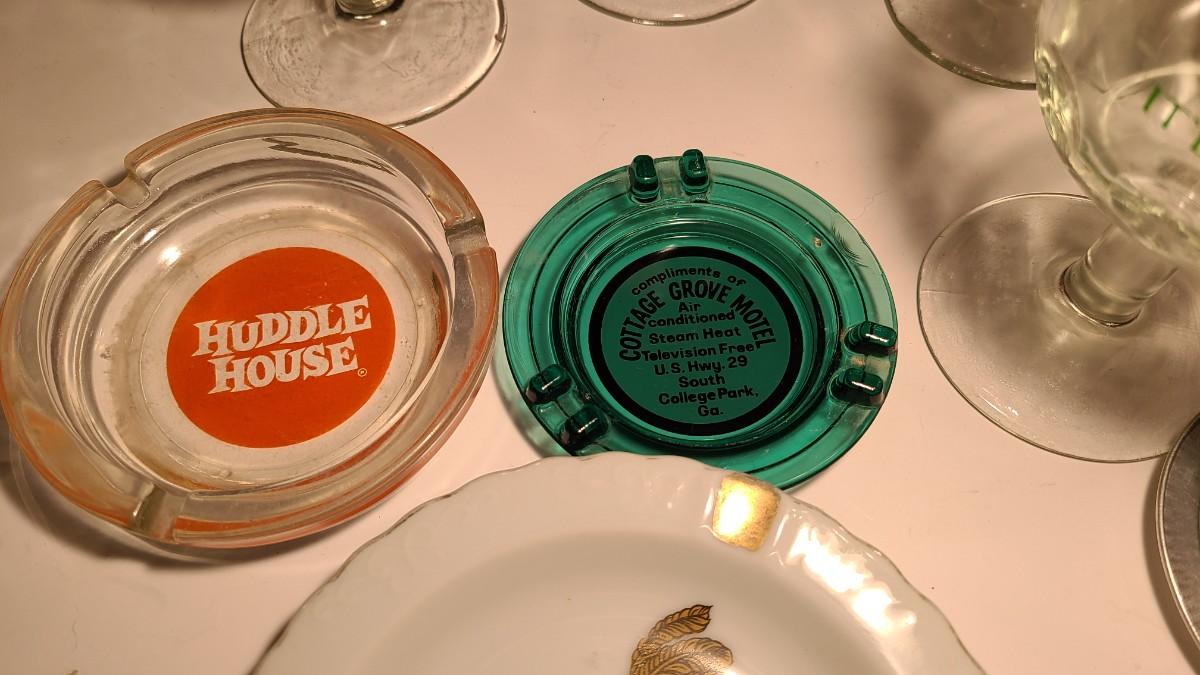 HUDDLE
HOUSE®
compliments of
COTTAGE GROVE MOTEL
Air
conditioned
Steam Heat
Television Free
U.S. Hwy. 29
South
College Park,
Ga.